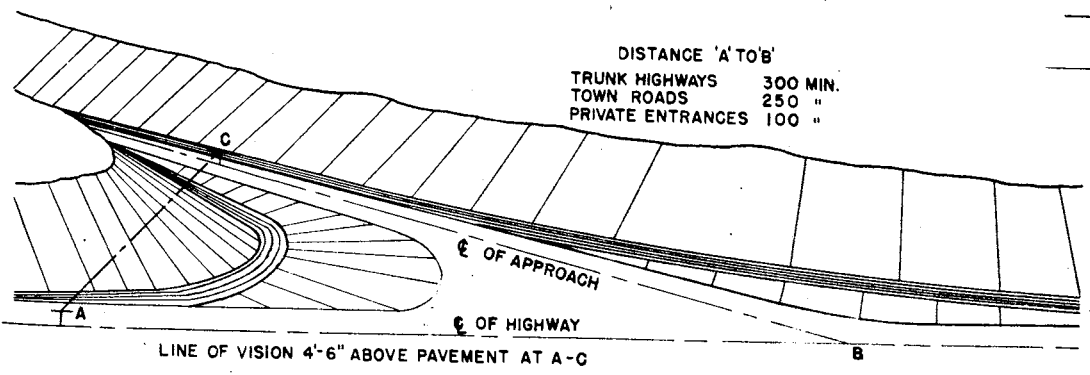 DISTANCE 'A' TO 'B'
TRUNK HIGHWAYS 300 MIN.
TOWN ROADS 250 "
PRIVATE ENTRANCES 100 "
C
℄ OF APPROACH
A
℄ OF HIGHWAY
B
LINE OF VISION 4'-6" ABOVE PAVEMENT AT A-C